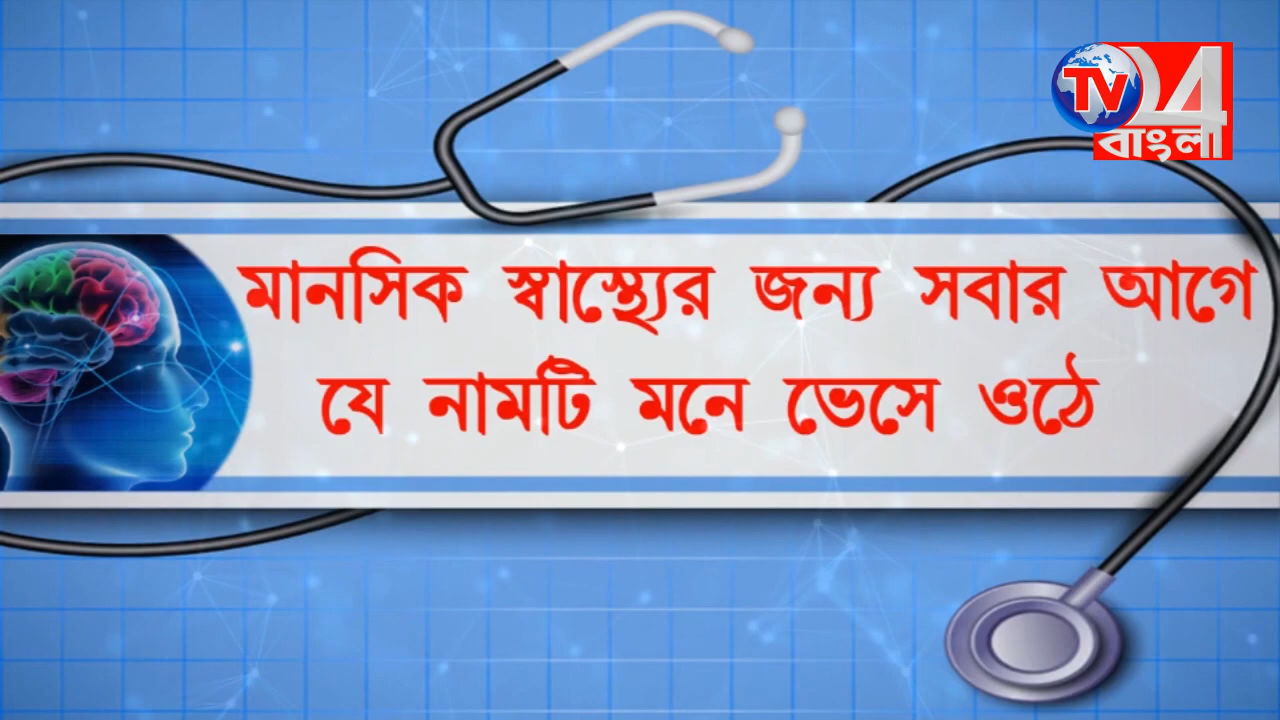 TV 24
বাংলা
মানসিক স্বাস্থ্যের জন্য সবার আগে
যে নামটি মনে ভেসে ওঠে